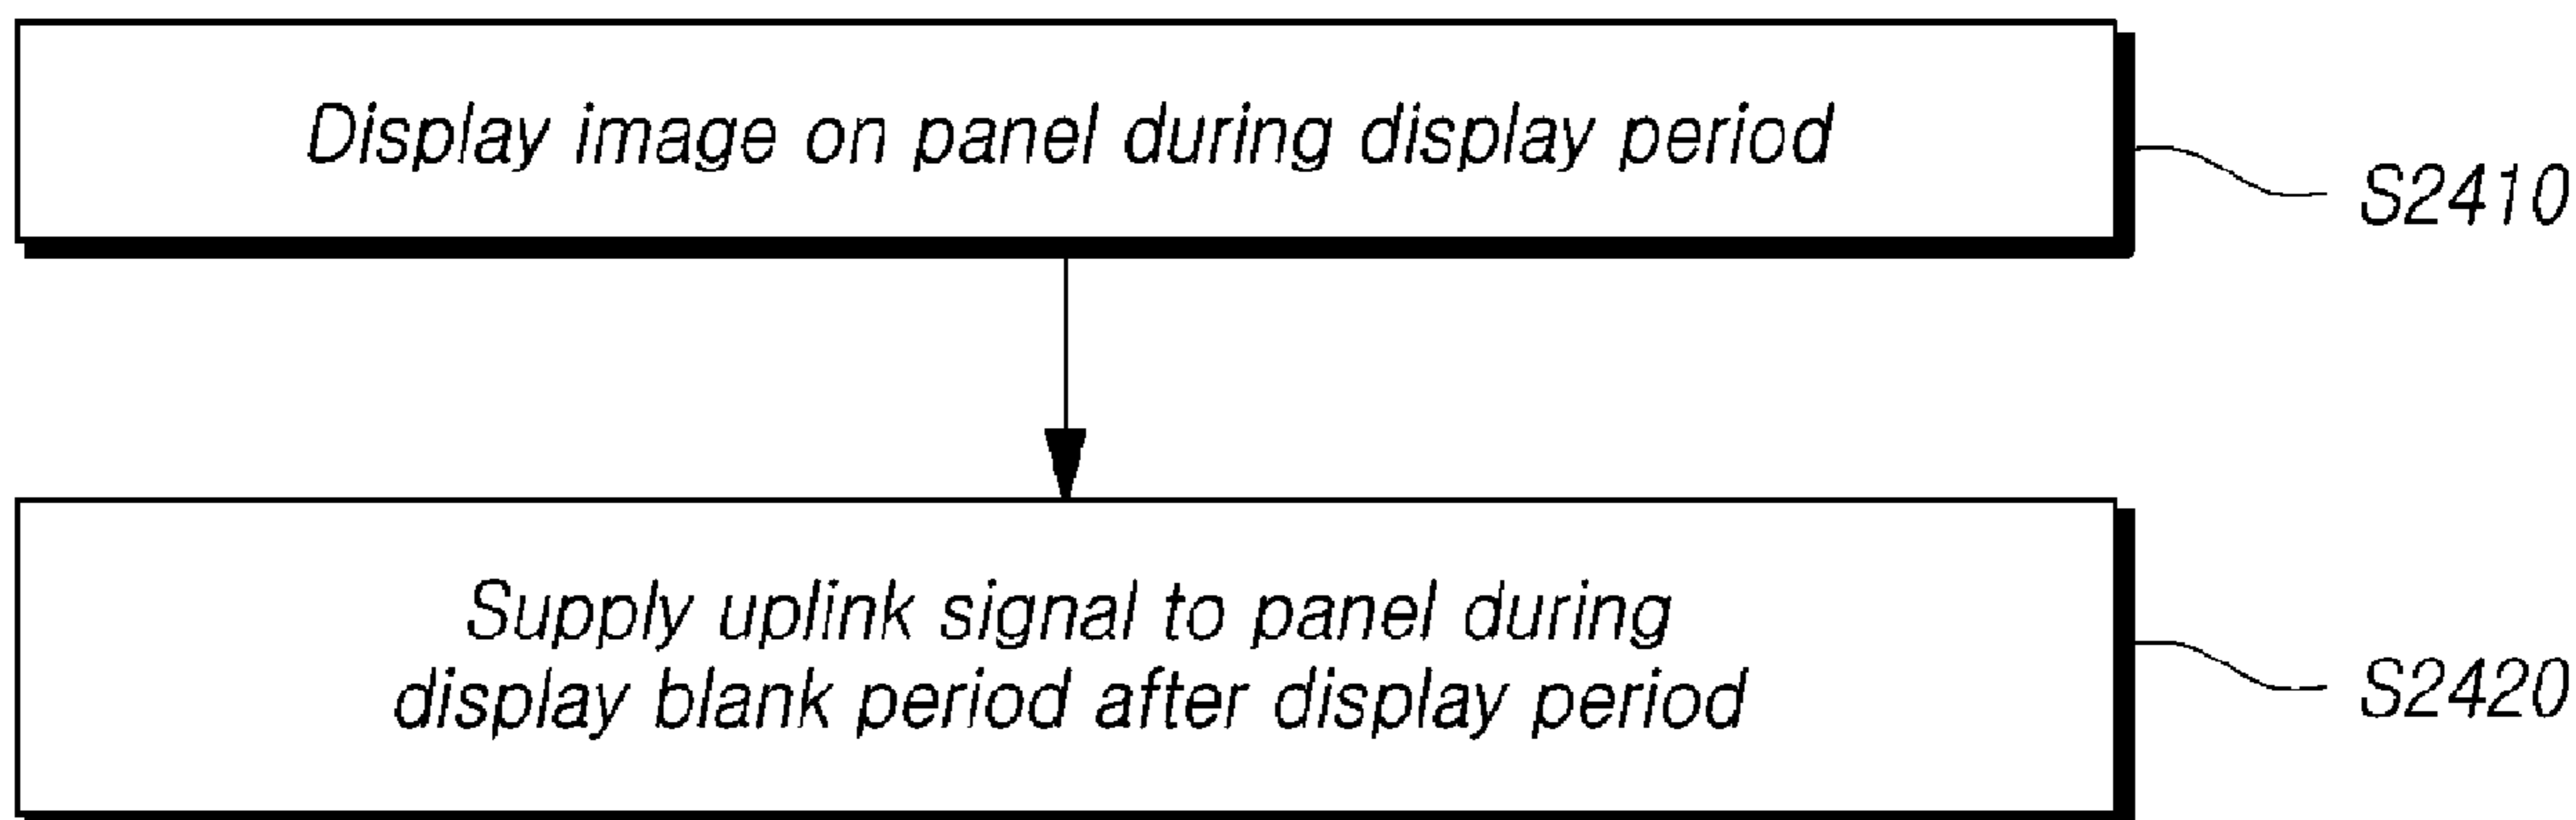 Display image on panel during display period
S2410
Supply uplink signal to panel during
display blank period after display period
S2420